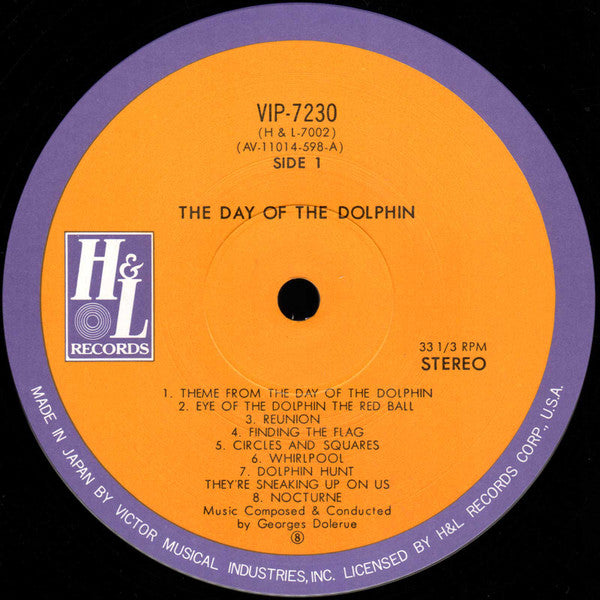 VIP-7230
(H & L-7002)
(AV-11014-598-A)
SIDE 1
THE DAY OF THE DOLPHIN
H&L
RECORDS
33 1/3 RPM
STEREO
1. THEME FROM THE DAY OF THE DOLPHIN
2. EYE OF THE DOLPHIN THE RED BALL
3. REUNION
4. FINDING THE FLAG
5. CIRCLES AND SQUARES
6. WHIRLPOOL
7. DOLPHIN HUNT
THEY'RE SNEAKING UP ON US
8. NOCTURNE
Music Composed & Conducted
by Georges Dolerue
⑧
MADE IN JAPAN BY VICTOR MUSICAL INDUSTRIES, INC. LICENSED BY H&L RECORDS CORP., U.S.A.